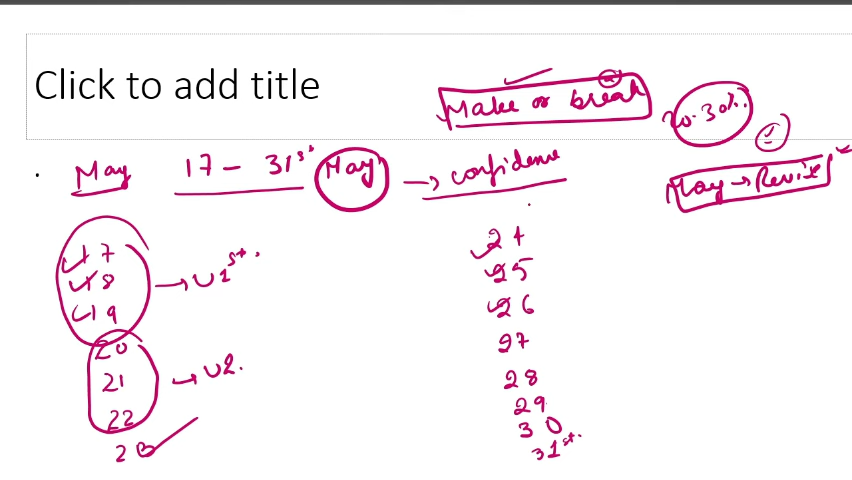 Click to add title
Make or break
20-30%.
May 17 - 31st May → confidence
May → Revise
17
18 → U1st.
19
20
21 → U2.
22
23
24
25
26
27
28
29
30
31st.